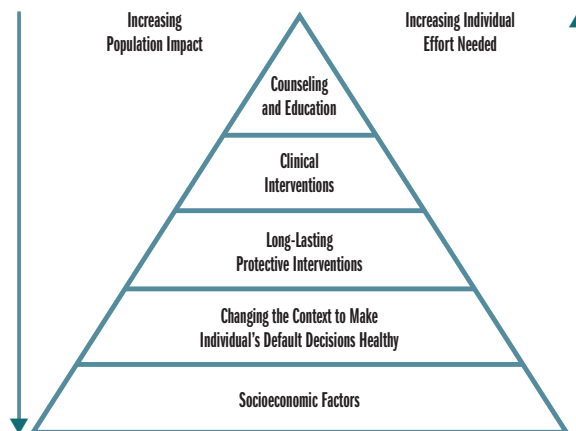 Increasing
Population Impact
Increasing Individual
Effort Needed
Counseling
and Education
Clinical
Interventions
Long-Lasting
Protective Interventions
Changing the Context to Make
Individual's Default Decisions Healthy
Socioeconomic Factors